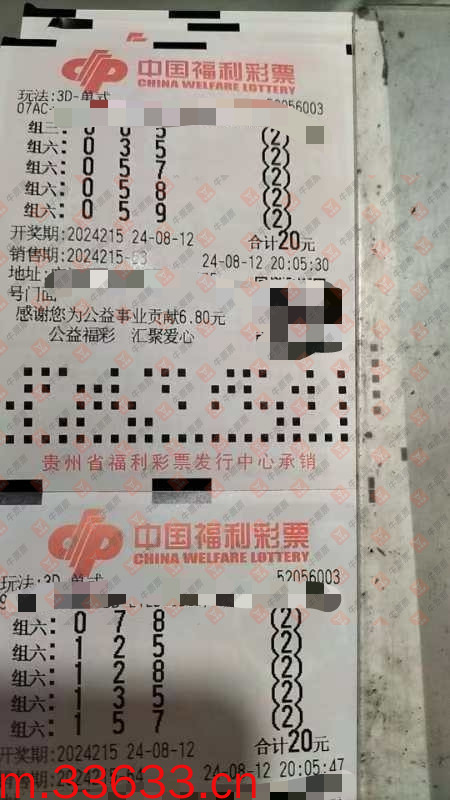 中国福利彩票
CHINA WELFARE LOTTERY
玩法:3D-单式
52056003
07AC
组三: 0 0 5 (2)
组六: 0 3 5 (2)
组六: 0 5 7 (2)
组六: 0 5 8 (2)
组六: 0 5 9 (2)
开奖期:2024215 24-08-12 合计20元
销售期:2024215-53 24-08-12 20:05:30
地址:
号门面
感谢您为公益事业贡献6.80元
公益福彩 汇聚爱心
贵州省福利彩票发行中心承销
中国福利彩票
CHINA WELFARE LOTTERY
玩法:3D-单式 52056003
组六: 0 7 8 (2)
组六: 1 2 5 (2)
组六: 1 2 8 (2)
组六: 1 3 5 (2)
组六: 1 5 7 (2)
开奖期:2024215 24-08-12 合计20元
24-08-12 20:05:47
m.33633.cn